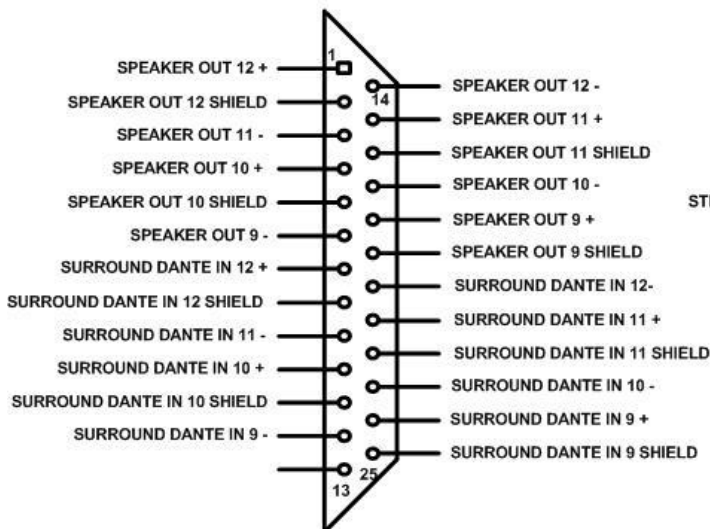 1
SPEAKER OUT 12 +
SPEAKER OUT 12 SHIELD
SPEAKER OUT 11 -
SPEAKER OUT 10 +
SPEAKER OUT 10 SHIELD
SPEAKER OUT 9 -
SURROUND DANTE IN 12 +
SURROUND DANTE IN 12 SHIELD
SURROUND DANTE IN 11 -
SURROUND DANTE IN 10 +
SURROUND DANTE IN 10 SHIELD
SURROUND DANTE IN 9 -
13
14
SPEAKER OUT 12 -
SPEAKER OUT 11 +
SPEAKER OUT 11 SHIELD
SPEAKER OUT 10 -
SPEAKER OUT 9 +
SPEAKER OUT 9 SHIELD
SURROUND DANTE IN 12-
SURROUND DANTE IN 11 +
SURROUND DANTE IN 11 SHIELD
SURROUND DANTE IN 10 -
SURROUND DANTE IN 9 +
SURROUND DANTE IN 9 SHIELD
25